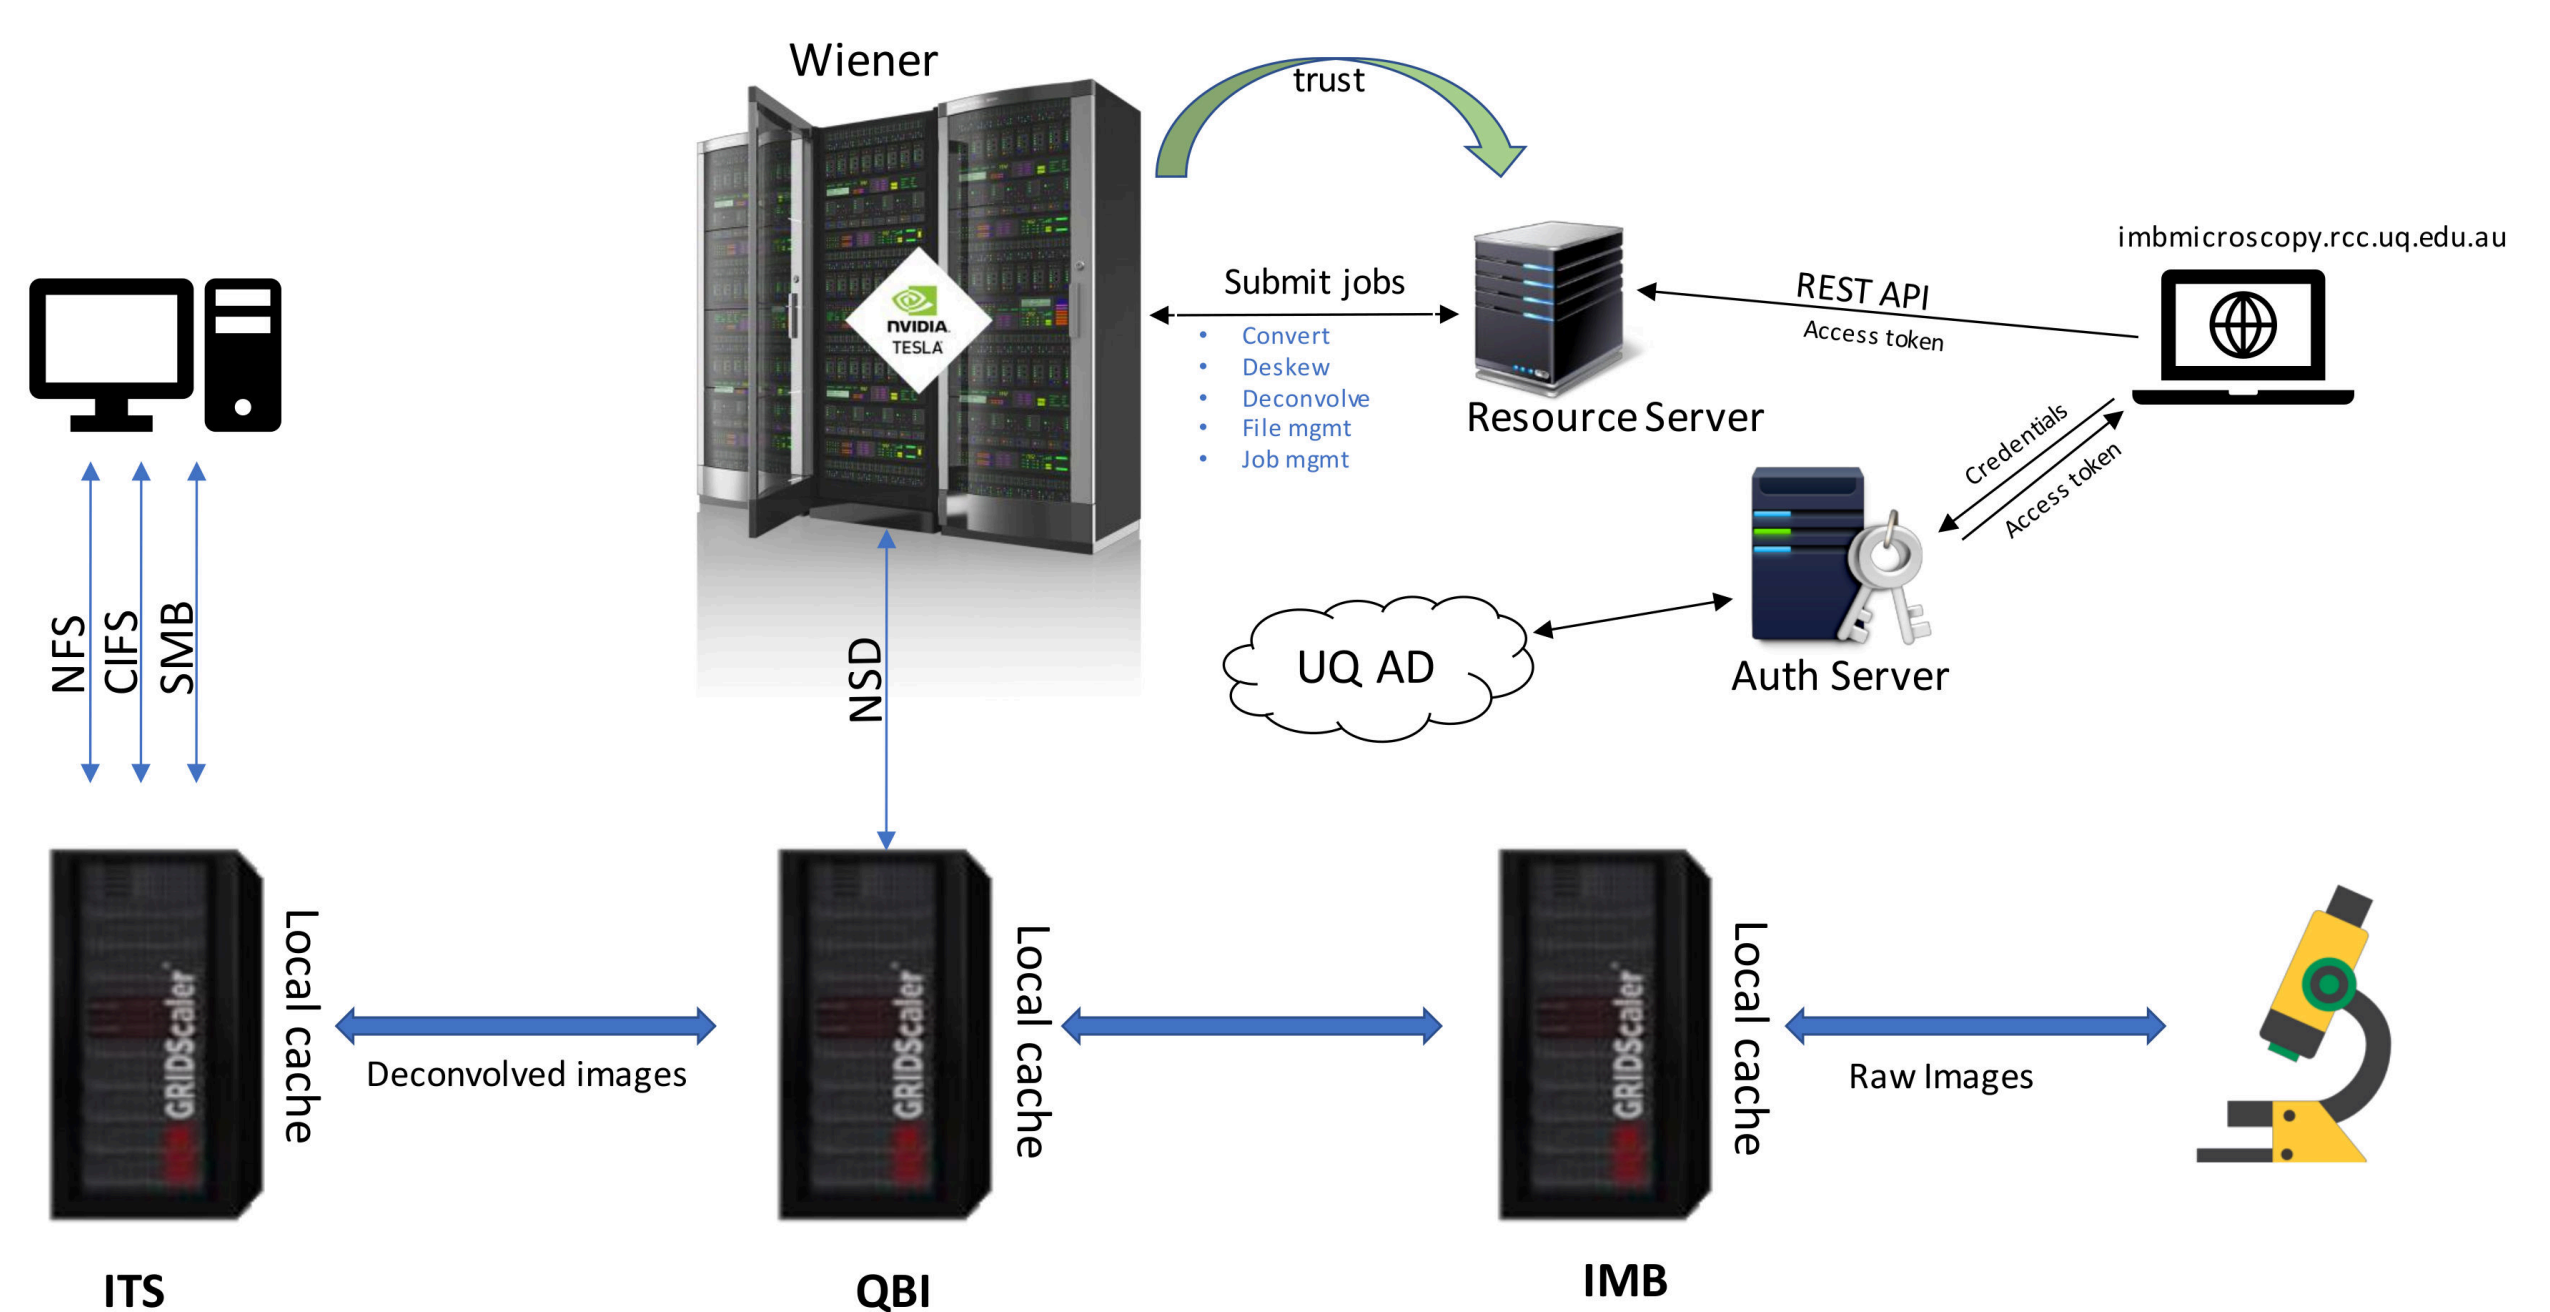 Wiener
trust
imbmicroscopy.rcc.uq.edu.au
Submit jobs
• Convert
• Deskew
• Deconvolve
• File mgmt
• Job mgmt
NVIDIA.
TESLA
REST API
Access token
Resource Server
Credentials
Access token
UQ AD
Auth Server
NFS
CIFS
SMB
NSD
GRIDScaler
Local cache
Deconvolved images
GRIDScaler
Local cache
GRIDScaler
Local cache
Raw Images
ITS
QBI
IMB